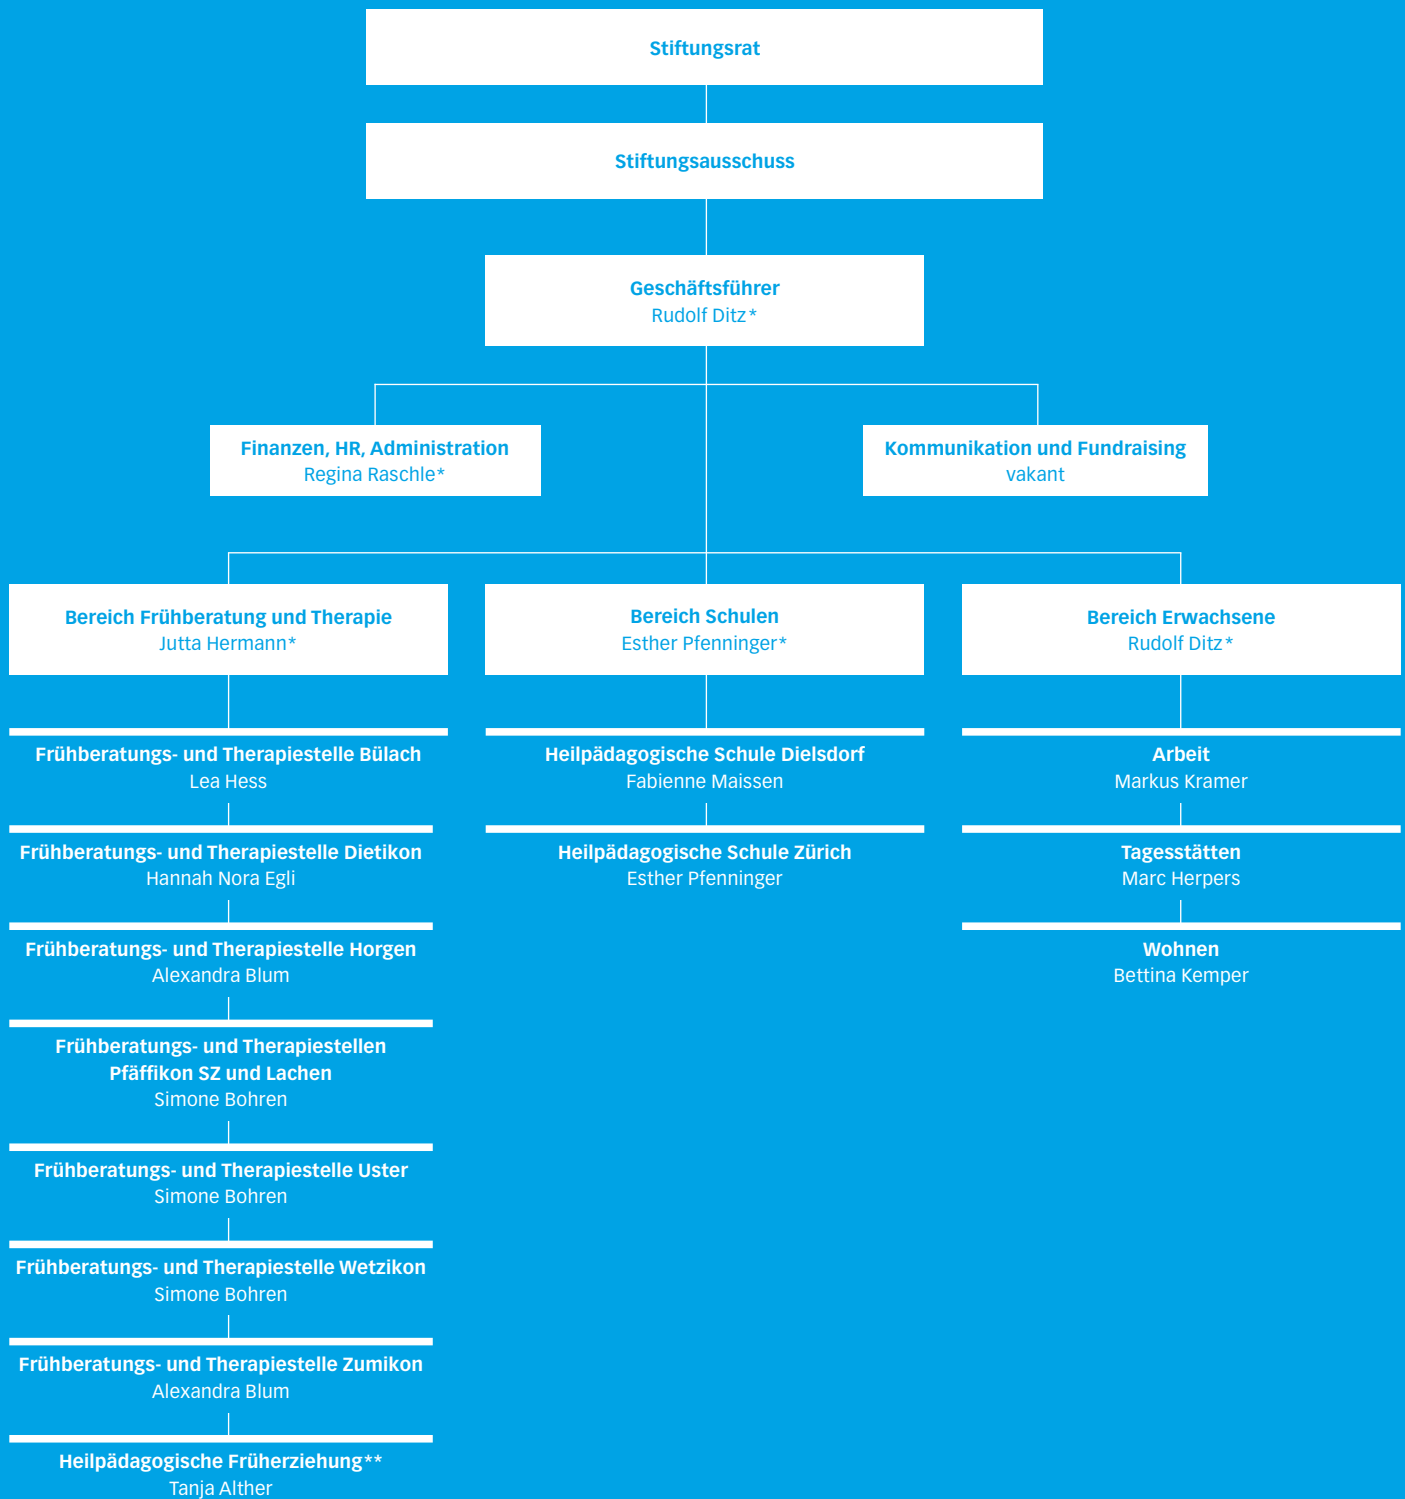 Stiftungsrat
Stiftungsausschuss
Geschäftsführer
Rudolf Ditz*
Finanzen, HR, Administration
Regina Raschle*
Kommunikation und Fundraising
vakant
Bereich Frühberatung und Therapie
Jutta Hermann*
Bereich Schulen
Esther Pfenninger*
Bereich Erwachsene
Rudolf Ditz*
Frühberatungs- und Therapiestelle Bülach
Lea Hess
Frühberatungs- und Therapiestelle Dietikon
Hannah Nora Egli
Frühberatungs- und Therapiestelle Horgen
Alexandra Blum
Frühberatungs- und Therapiestellen
Pfäffikon SZ und Lachen
Simone Bohren
Frühberatungs- und Therapiestelle Uster
Simone Bohren
Frühberatungs- und Therapiestelle Wetzikon
Simone Bohren
Frühberatungs- und Therapiestelle Zumikon
Alexandra Blum
Heilpädagogische Früherziehung**
Tanja Alther
Heilpädagogische Schule Dielsdorf
Fabienne Maissen
Heilpädagogische Schule Zürich
Esther Pfenninger
Arbeit
Markus Kramer
Tagesstätten
Marc Herpers
Wohnen
Bettina Kemper